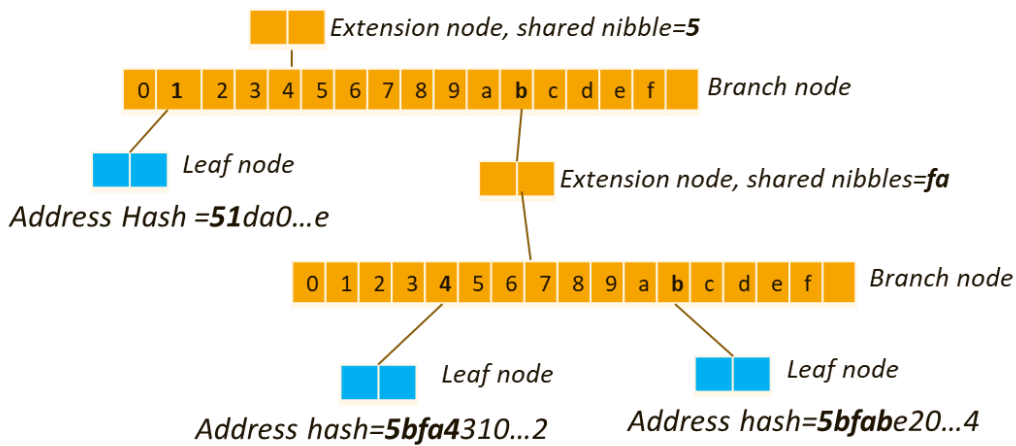 Extension node, shared nibble=5
0 1 2 3 4 5 6 7 8 9 a b c d e f
Branch node
Leaf node
Extension node, shared nibbles=fa
Address Hash =51da0...e
0 1 2 3 4 5 6 7 8 9 a b c d e f
Branch node
Leaf node
Leaf node
Address hash=5bfa4310...2
Address hash=5bfabe20...4